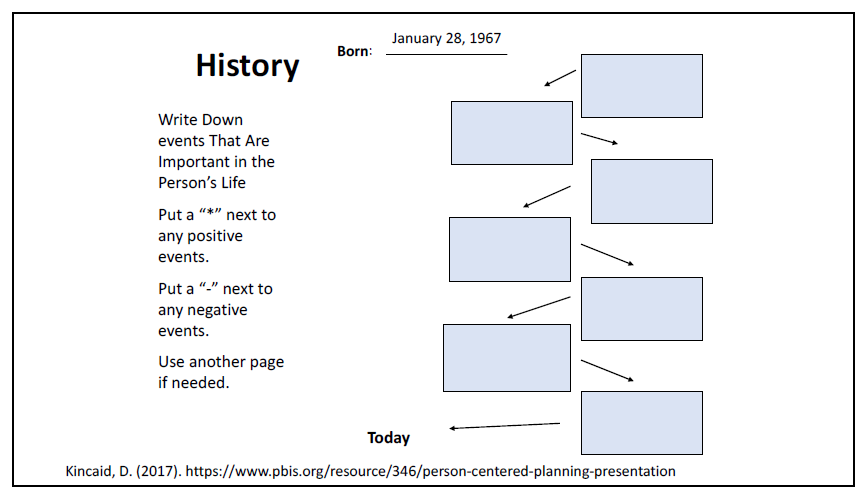 History
Born: January 28, 1967
Write Down
events That Are
Important in the
Person’s Life
Put a “*” next to
any positive
events.
Put a “-” next to
any negative
events.
Use another page
if needed.
Today
Kincaid, D. (2017). https://www.pbis.org/resource/346/person-centered-planning-presentation